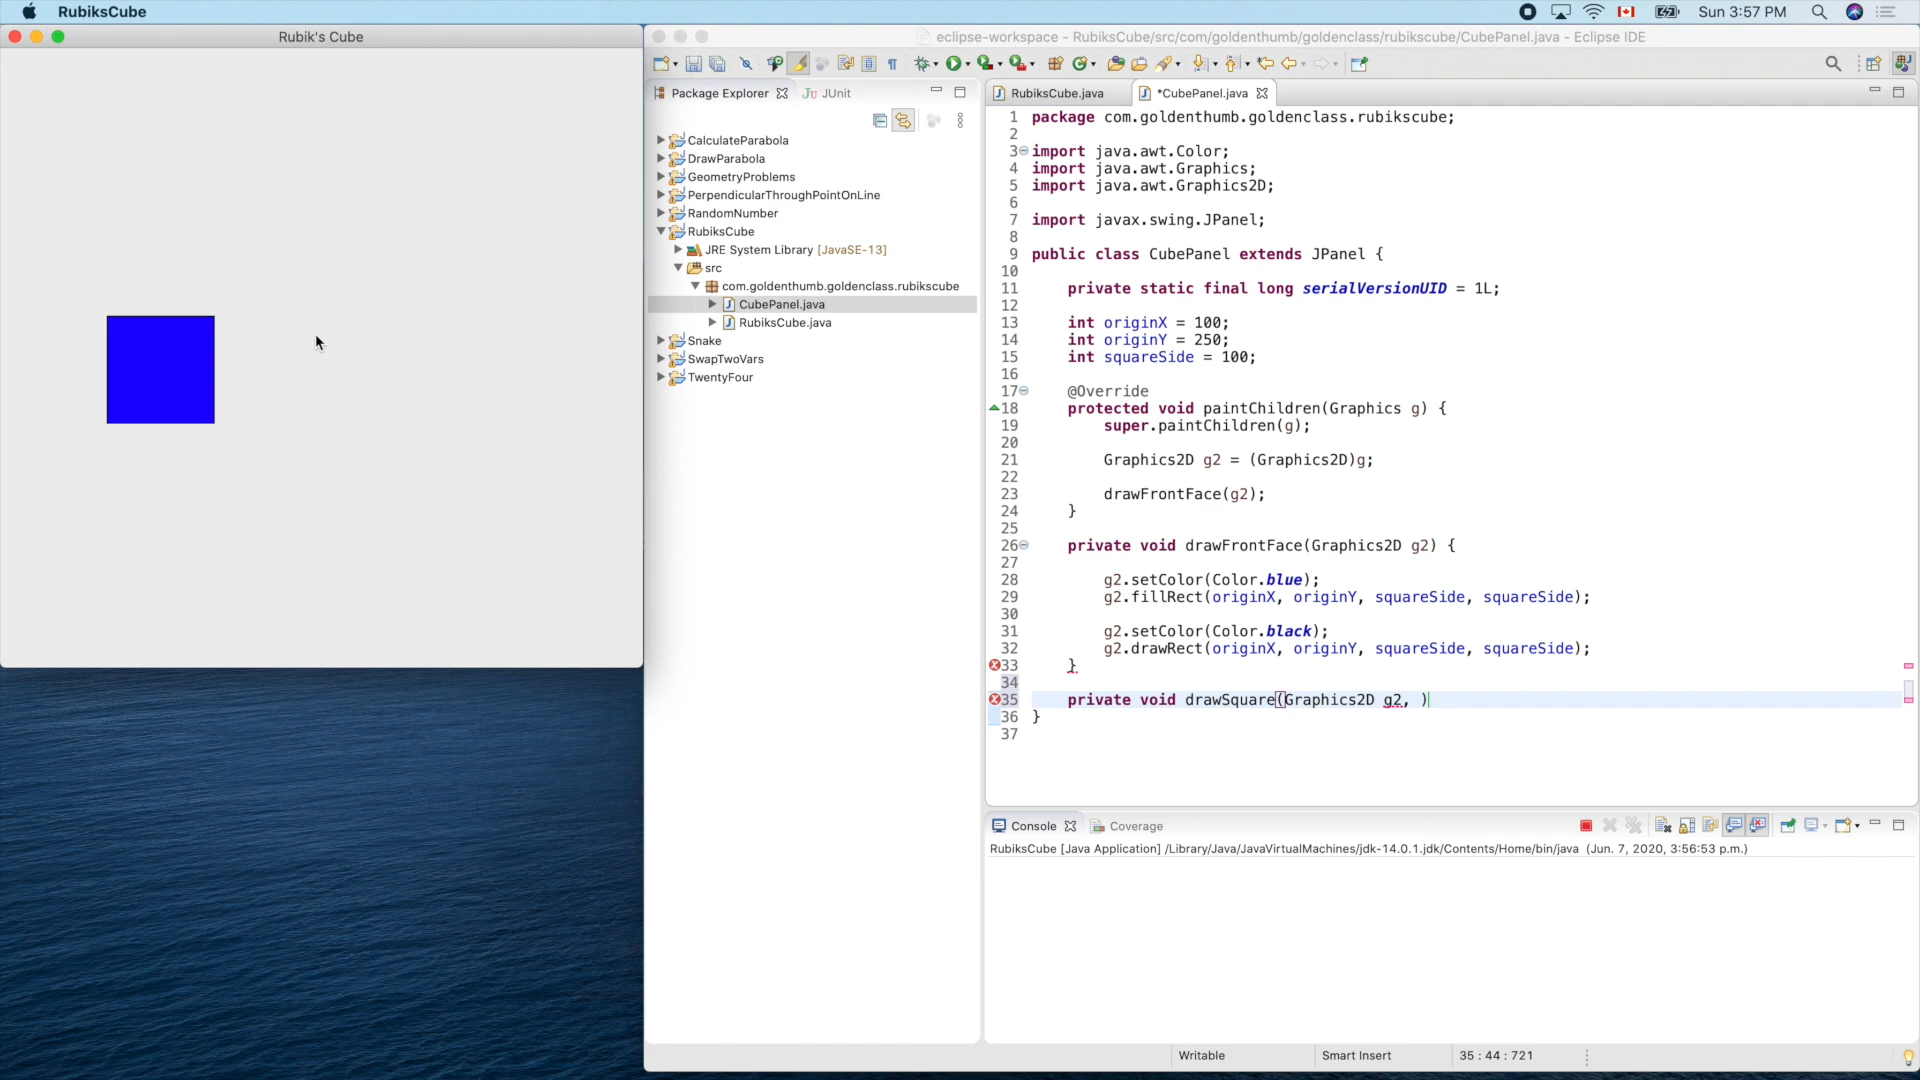 RubiksCube
Sun 3:57 PM
Rubik's Cube
eclipse-workspace - RubiksCube/src/com/goldenthumb/goldenclass/rubikscube/CubePanel.java - Eclipse IDE
Package Explorer
JUnit
CalculateParabola
DrawParabola
GeometryProblems
PerpendicularThroughPointOnLine
RandomNumber
RubiksCube
JRE System Library [JavaSE-13]
src
com.goldenthumb.goldenclass.rubikscube
CubePanel.java
RubiksCube.java
Snake
SwapTwoVars
TwentyFour
RubiksCube.java
*CubePanel.java
1 package com.goldenthumb.goldenclass.rubikscube;
2
3 import java.awt.Color;
4 import java.awt.Graphics;
5 import java.awt.Graphics2D;
6
7 import javax.swing.JPanel;
8
9 public class CubePanel extends JPanel {
10
11 private static final long serialVersionUID = 1L;
12
13 int originX = 100;
14 int originY = 250;
15 int squareSide = 100;
16
17 @Override
18 protected void paintChildren(Graphics g) {
19 super.paintChildren(g);
20
21 Graphics2D g2 = (Graphics2D)g;
22
23 drawFrontFace(g2);
24 }
25
26 private void drawFrontFace(Graphics2D g2) {
27
28 g2.setColor(Color.blue);
29 g2.fillRect(originX, originY, squareSide, squareSide);
30
31 g2.setColor(Color.black);
32 g2.drawRect(originX, originY, squareSide, squareSide);
33 }
34
35 private void drawSquare(Graphics2D g2, )
36 }
37
Console
Coverage
RubiksCube [Java Application] /Library/Java/JavaVirtualMachines/jdk-14.0.1.jdk/Contents/Home/bin/java (Jun. 7, 2020, 3:56:53 p.m.)
Writable
Smart Insert
35 : 44 : 721